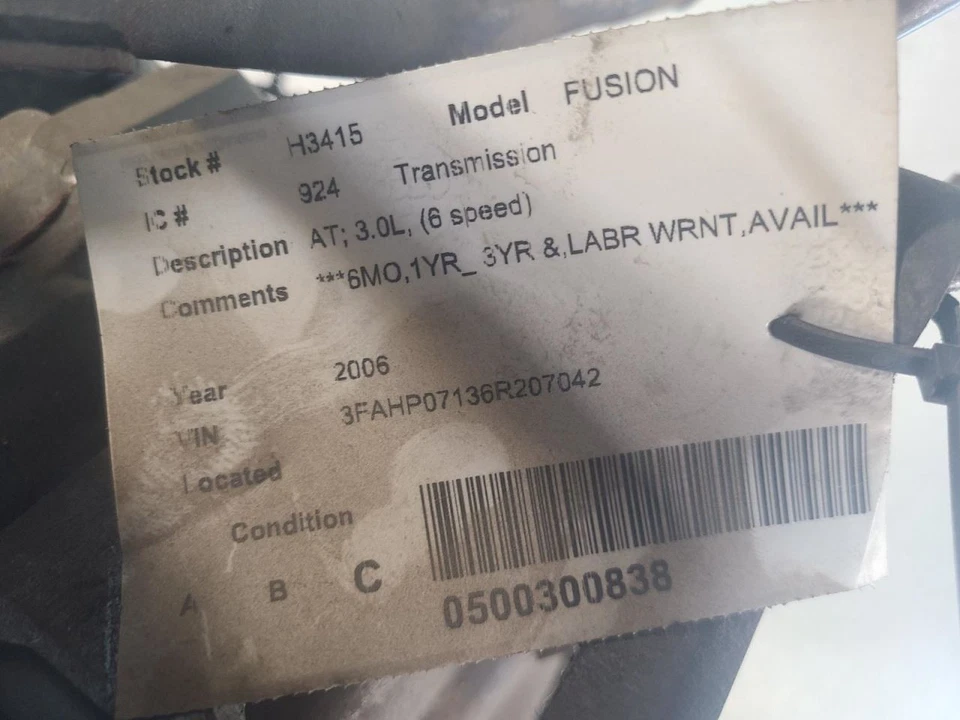 Stock # H3415 Model FUSION
IC # 924 Transmission
Description AT; 3.0L, (6 speed)
Comments ***6MO,1YR_ 3YR &,LABR WRNT,AVAIL***
Year 2006
VIN 3FAHP07136R207042
Located
Condition
A B C
0500300838